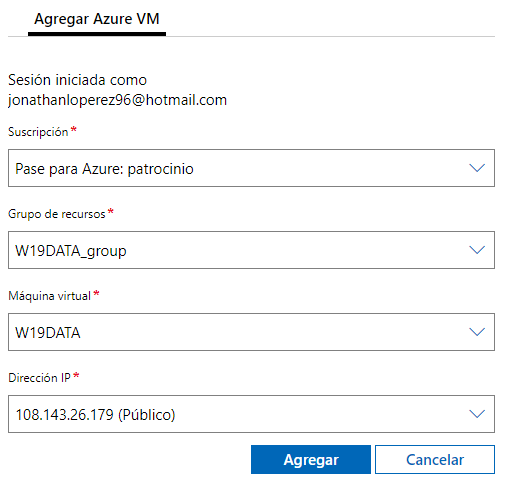 Agregar Azure VM
Sesión iniciada como
jonathanloperez96@hotmail.com
Suscripción*
Pase para Azure: patrocinio
Grupo de recursos*
W19DATA_group
Máquina virtual*
W19DATA
Dirección IP*
108.143.26.179 (Público)
Agregar Cancelar